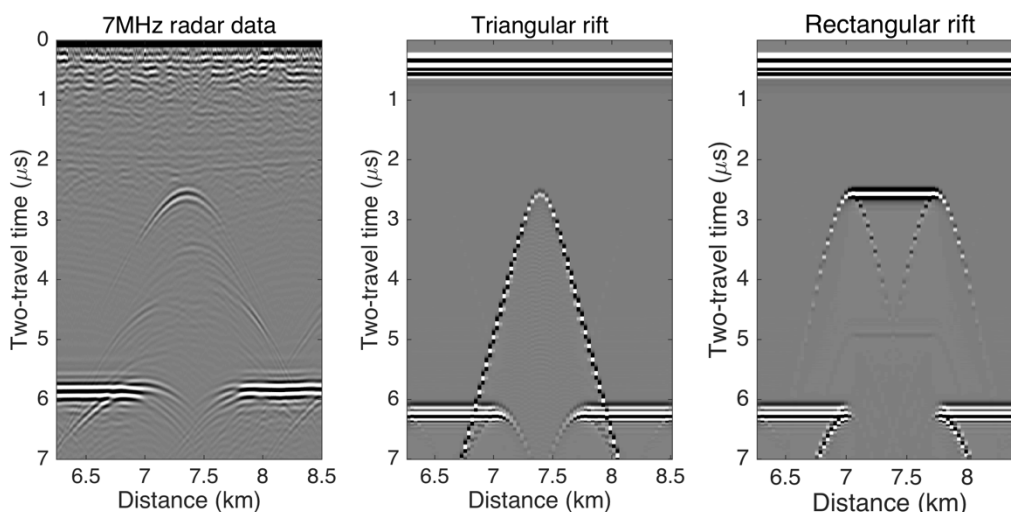 7MHz radar data
Two-travel time (µs)
0
1
2
3
4
5
6
7
6.5 7 7.5 8 8.5
Distance (km)
Triangular rift
Two-travel time (µs)
1
2
3
4
5
6
7
6.5 7 7.5 8 8.5
Distance (km)
Rectangular rift
Two-travel time (µs)
1
2
3
4
5
6
7
6.5 7 7.5 8
Distance (km)